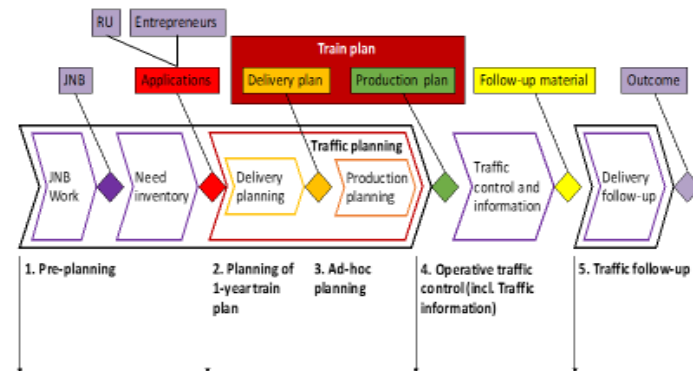 RU
Entrepreneurs
Train plan
JNB
Applications
Delivery plan
Production plan
Follow-up material
Outcome
Traffic planning
JNB
Work
Need
inventory
Delivery
planning
Production
planning
Traffic
control and
information
Delivery
follow-up
1. Pre-planning
2. Planning of
1-year train
plan
3. Ad-hoc
planning
4. Operative traffic
control (incl. Traffic
information)
5. Traffic follow-up